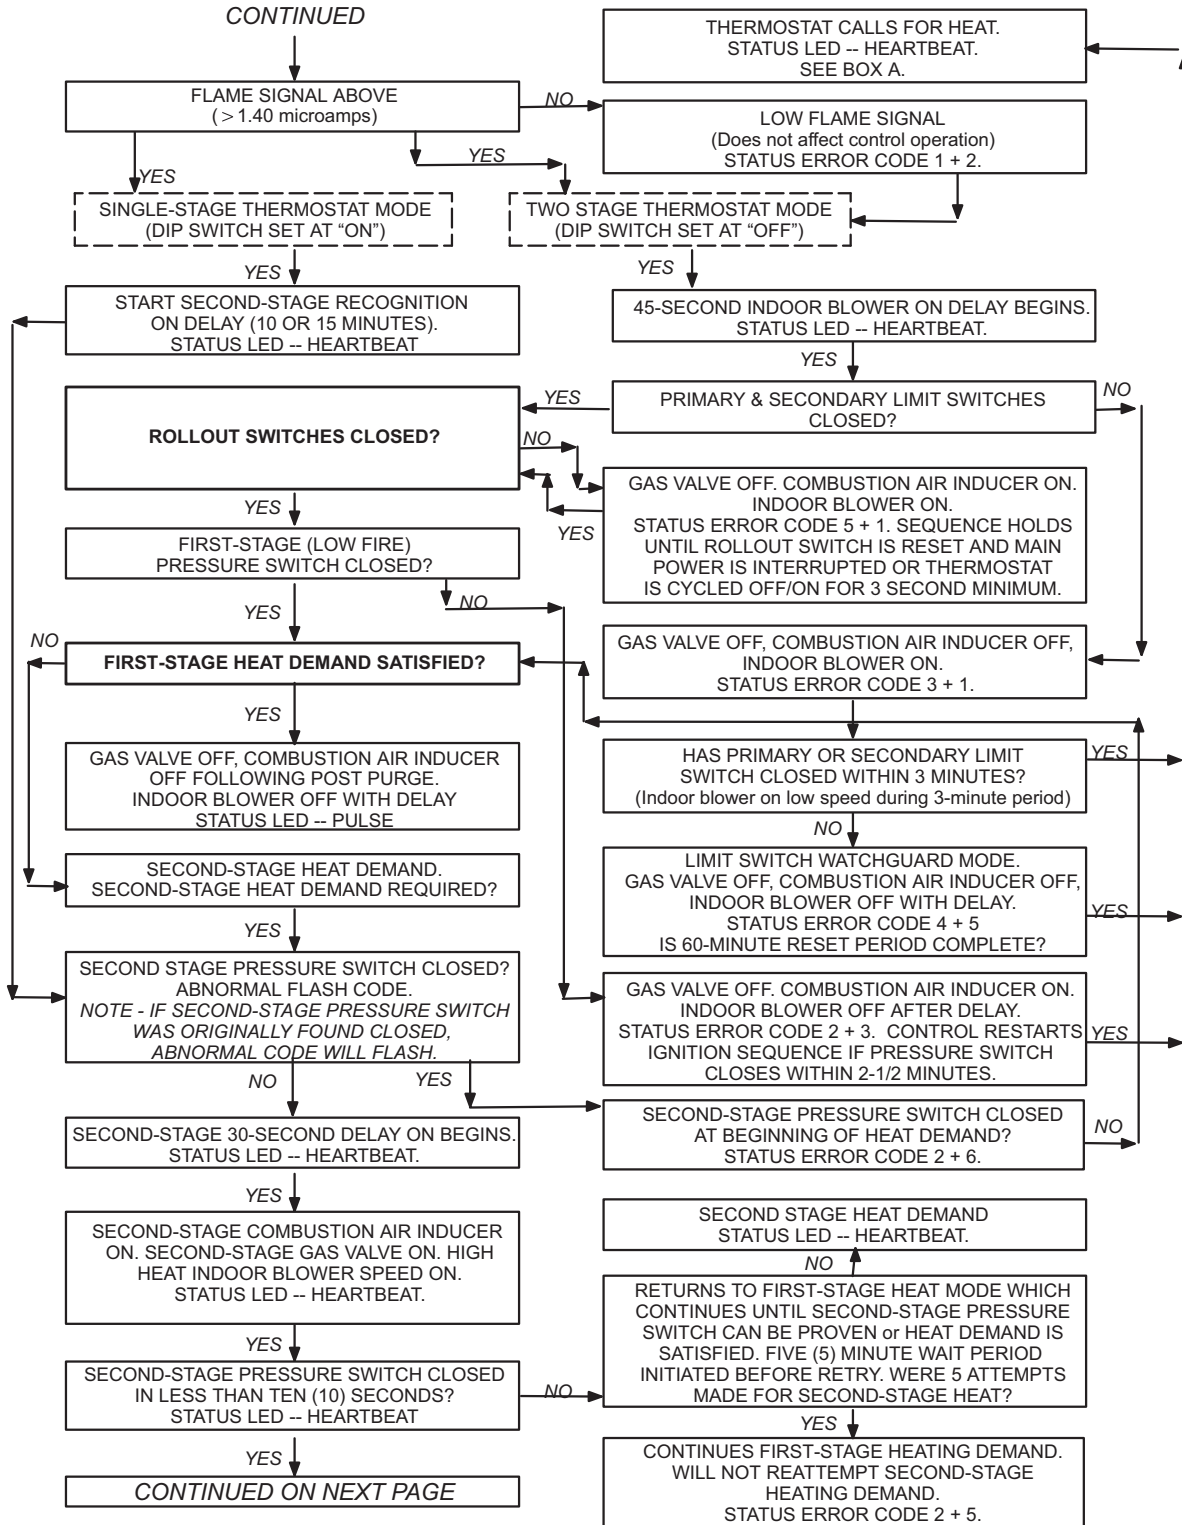 CONTINUED
THERMOSTAT CALLS FOR HEAT.
STATUS LED -- HEARTBEAT.
SEE BOX A.
FLAME SIGNAL ABOVE
(>1.40 microamps)
NO
LOW FLAME SIGNAL
(Does not affect control operation)
STATUS ERROR CODE 1 + 2.
YES
YES
SINGLE-STAGE THERMOSTAT MODE
(DIP SWITCH SET AT “ON”)
TWO STAGE THERMOSTAT MODE
(DIP SWITCH SET AT “OFF”)
YES
YES
START SECOND-STAGE RECOGNITION
ON DELAY (10 OR 15 MINUTES).
STATUS LED -- HEARTBEAT
45-SECOND INDOOR BLOWER ON DELAY BEGINS.
STATUS LED -- HEARTBEAT.
YES
PRIMARY & SECONDARY LIMIT SWITCHES
CLOSED?
YES
NO
ROLLOUT SWITCHES CLOSED?
NO
YES
GAS VALVE OFF. COMBUSTION AIR INDUCER ON.
INDOOR BLOWER ON.
STATUS ERROR CODE 5 + 1. SEQUENCE HOLDS
UNTIL ROLLOUT SWITCH IS RESET AND MAIN
POWER IS INTERRUPTED OR THERMOSTAT
IS CYCLED OFF/ON FOR 3 SECOND MINIMUM.
YES
FIRST-STAGE (LOW FIRE)
PRESSURE SWITCH CLOSED?
NO
YES
NO
FIRST-STAGE HEAT DEMAND SATISFIED?
GAS VALVE OFF, COMBUSTION AIR INDUCER OFF,
INDOOR BLOWER ON.
STATUS ERROR CODE 3 + 1.
YES
GAS VALVE OFF, COMBUSTION AIR INDUCER
OFF FOLLOWING POST PURGE.
INDOOR BLOWER OFF WITH DELAY
STATUS LED -- PULSE
HAS PRIMARY OR SECONDARY LIMIT
SWITCH CLOSED WITHIN 3 MINUTES?
(Indoor blower on low speed during 3-minute period)
YES
NO
SECOND-STAGE HEAT DEMAND.
SECOND-STAGE HEAT DEMAND REQUIRED?
LIMIT SWITCH WATCHGUARD MODE.
GAS VALVE OFF, COMBUSTION AIR INDUCER OFF,
INDOOR BLOWER OFF WITH DELAY.
STATUS ERROR CODE 4 + 5
IS 60-MINUTE RESET PERIOD COMPLETE?
YES
YES
SECOND STAGE PRESSURE SWITCH CLOSED?
ABNORMAL FLASH CODE.
NOTE - IF SECOND-STAGE PRESSURE SWITCH
WAS ORIGINALLY FOUND CLOSED,
ABNORMAL CODE WILL FLASH.
GAS VALVE OFF. COMBUSTION AIR INDUCER ON.
INDOOR BLOWER OFF AFTER DELAY.
STATUS ERROR CODE 2 + 3. CONTROL RESTARTS
IGNITION SEQUENCE IF PRESSURE SWITCH
CLOSES WITHIN 2-1/2 MINUTES.
YES
NO
YES
SECOND-STAGE PRESSURE SWITCH CLOSED
AT BEGINNING OF HEAT DEMAND?
STATUS ERROR CODE 2 + 6.
NO
SECOND-STAGE 30-SECOND DELAY ON BEGINS.
STATUS LED -- HEARTBEAT.
YES
SECOND-STAGE COMBUSTION AIR INDUCER
ON. SECOND-STAGE GAS VALVE ON. HIGH
HEAT INDOOR BLOWER SPEED ON.
STATUS LED -- HEARTBEAT.
SECOND STAGE HEAT DEMAND
STATUS LED -- HEARTBEAT.
NO
RETURNS TO FIRST-STAGE HEAT MODE WHICH
CONTINUES UNTIL SECOND-STAGE PRESSURE
SWITCH CAN BE PROVEN or HEAT DEMAND IS
SATISFIED. FIVE (5) MINUTE WAIT PERIOD
INITIATED BEFORE RETRY. WERE 5 ATTEMPTS
MADE FOR SECOND-STAGE HEAT?
YES
SECOND-STAGE PRESSURE SWITCH CLOSED
IN LESS THAN TEN (10) SECONDS?
STATUS LED -- HEARTBEAT
NO
YES
YES
CONTINUES FIRST-STAGE HEATING DEMAND.
WILL NOT REATTEMPT SECOND-STAGE
HEATING DEMAND.
STATUS ERROR CODE 2 + 5.
CONTINUED ON NEXT PAGE